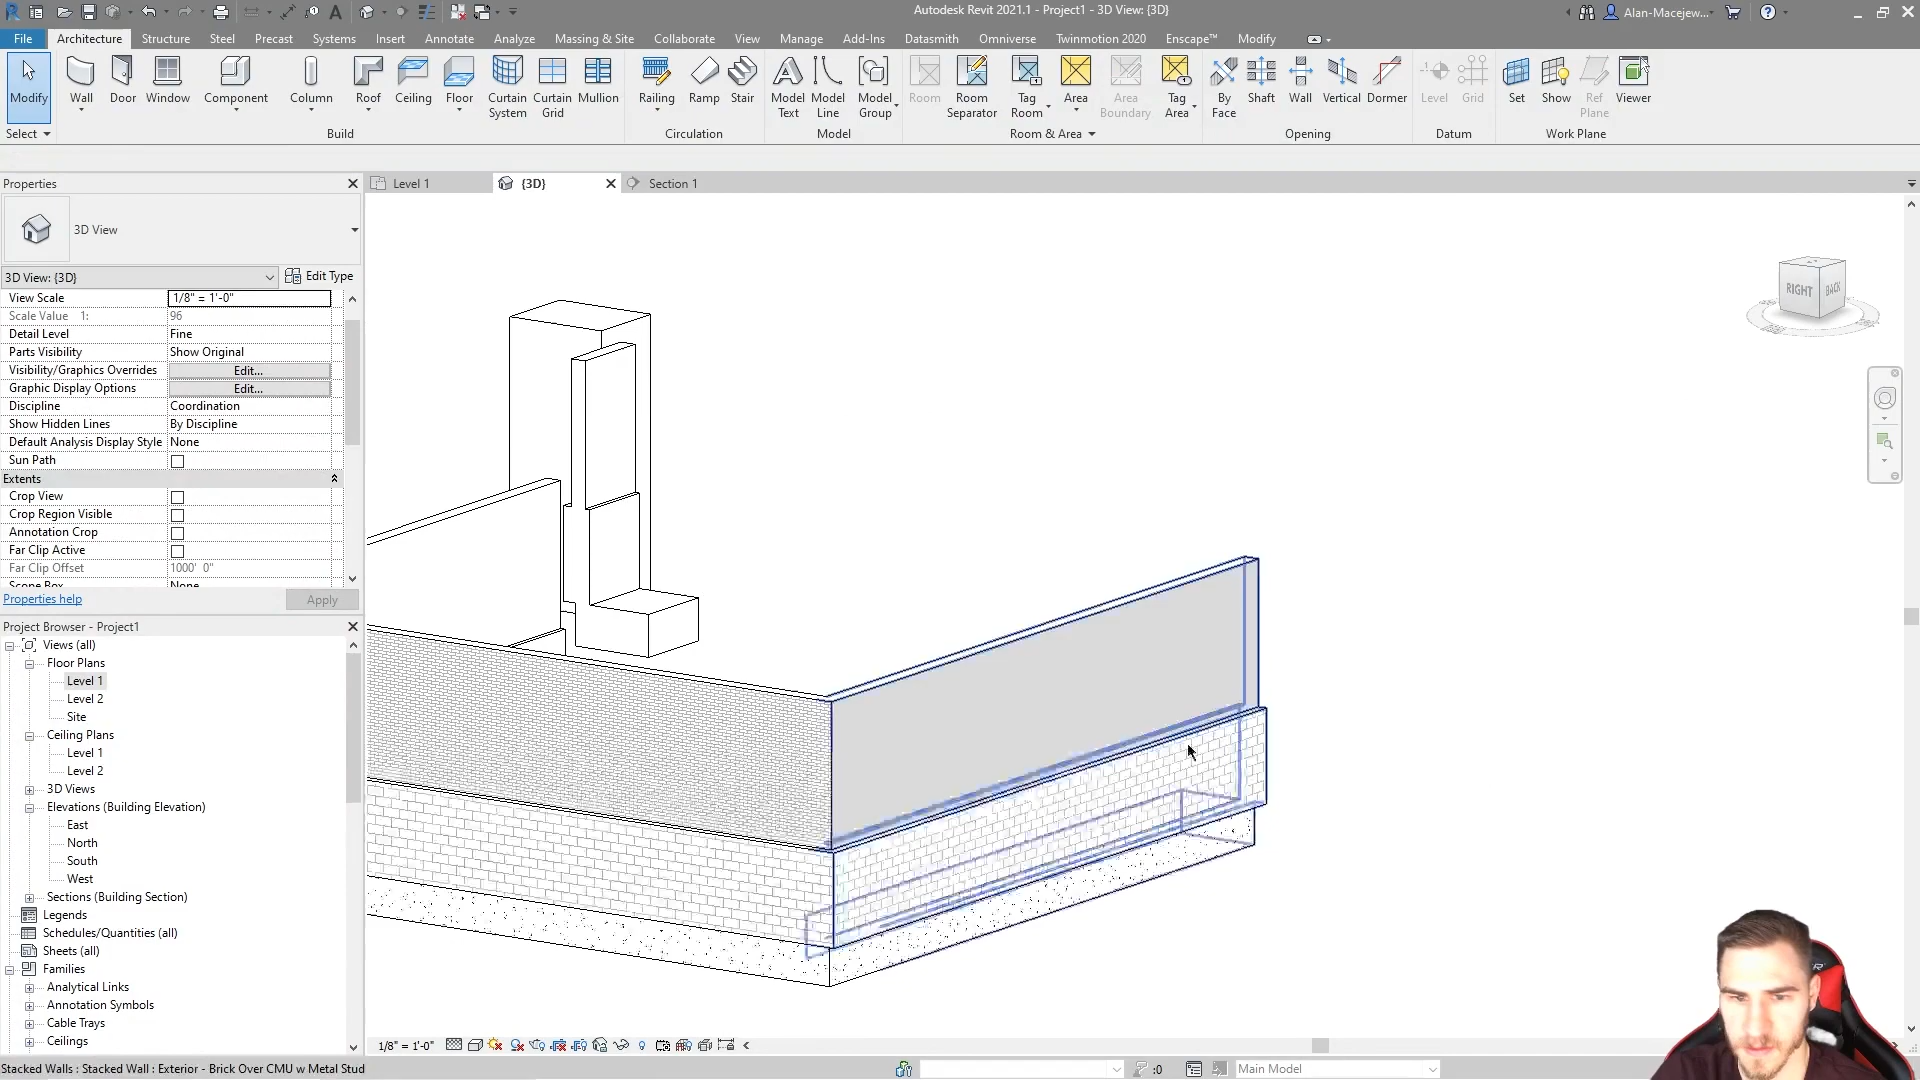 Autodesk Revit 2021.1 - Project1 - 3D View: {3D}
Alan-Macejew...
File Architecture Structure Steel Precast Systems Insert Annotate Analyze Massing & Site Collaborate View Manage Add-Ins Datasmith Omniverse Twinmotion 2020 Enscape™ Modify
Modify Wall Door Window Component Column Roof Ceiling Floor Curtain System Curtain Grid Mullion Railing Ramp Stair Model Text Model Line Model Group Room Room Separator Tag Room Area Area Boundary Tag Area By Face Shaft Wall Vertical Dormer Level Grid Set Show Ref Plane Viewer
Select Build Circulation Model Room & Area Opening Datum Work Plane
Properties
Level 1
{3D}
Section 1
3D View
3D View: {3D}
Edit Type
View Scale 1/8" = 1'-0"
Scale Value 1: 96
Detail Level Fine
Parts Visibility Show Original
Visibility/Graphics Overrides Edit...
Graphic Display Options Edit...
Discipline Coordination
Show Hidden Lines By Discipline
Default Analysis Display Style None
Sun Path
Extents
Crop View
Crop Region Visible
Annotation Crop
Far Clip Active
Far Clip Offset 1000' 0"
Scope Box None
Properties help
Apply
Project Browser - Project1
Views (all)
Floor Plans
Level 1
Level 2
Site
Ceiling Plans
Level 1
Level 2
3D Views
Elevations (Building Elevation)
East
North
South
West
Sections (Building Section)
Legends
Schedules/Quantities (all)
Sheets (all)
Families
Analytical Links
Annotation Symbols
Cable Trays
Ceilings
RIGHT
BACK
1/8" = 1'-0"
Stacked Walls : Stacked Wall : Exterior - Brick Over CMU w Metal Stud
:0
Main Model